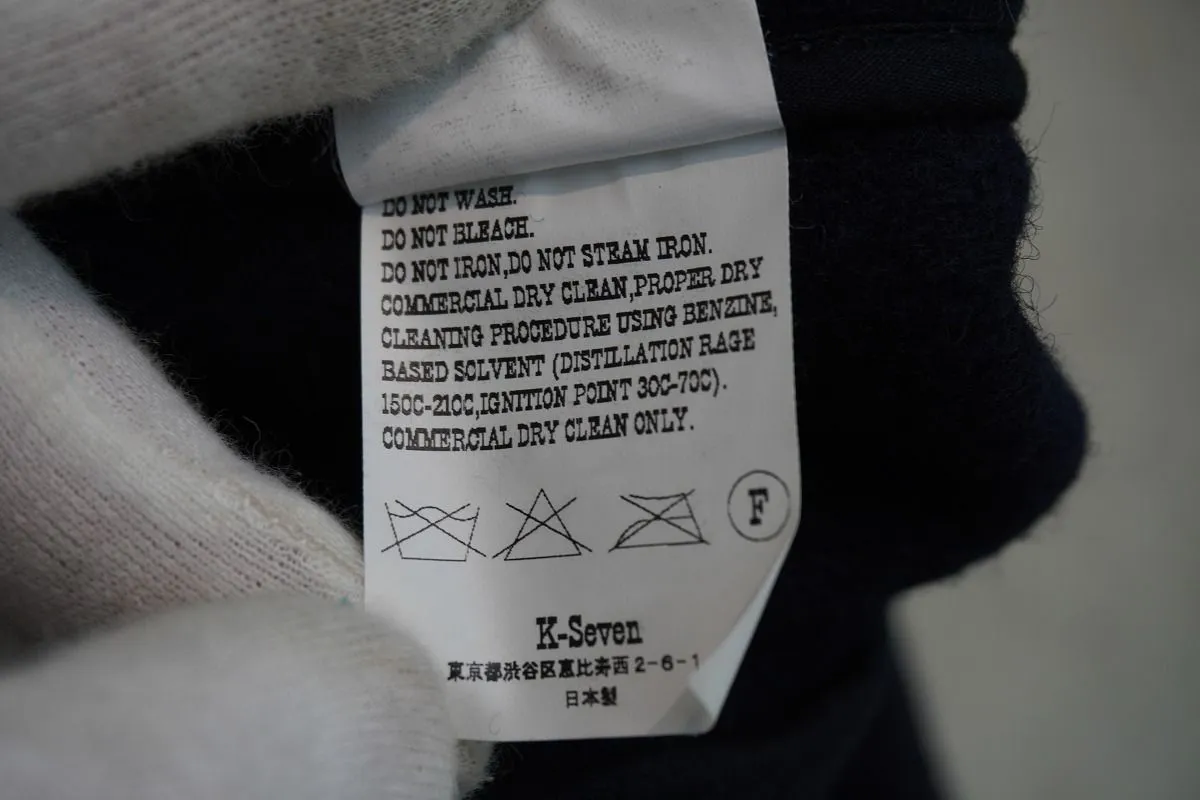 DO NOT WASH.
DO NOT BLEACH.
DO NOT IRON,DO NOT STEAM IRON.
COMMERCIAL DRY CLEAN,PROPER DRY
CLEANING PROCEDURE USING BENZINE,
BASED SOLVENT (DISTILLATION RAGE
150C-210C,IGNITION POINT 30C-70C).
COMMERCIAL DRY CLEAN ONLY.
F
K-Seven
東京都渋谷区恵比寿西2-6-1
日本製